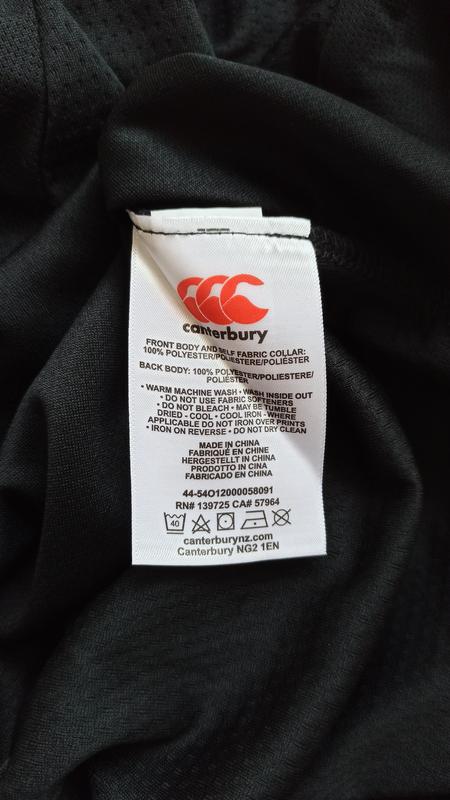 canterbury
FRONT BODY AND SELF FABRIC COLLAR:
100% POLYESTER/POLIESTERE/POLIÉSTER
BACK BODY: 100% POLYESTER/POLIESTERE/
POLIÉSTER
• WARM MACHINE WASH • WASH INSIDE OUT
• DO NOT USE FABRIC SOFTENERS
• DO NOT BLEACH • MAY BE TUMBLE
DRIED - COOL • COOL IRON - WHERE
APPLICABLE DO NOT IRON OVER PRINTS
• IRON ON REVERSE • DO NOT DRY CLEAN
MADE IN CHINA
FABRIQUÉ EN CHINE
HERGESTELLT IN CHINA
PRODOTTO IN CINA
FABRICADO EN CHINA
44-54O12000058091
RN# 139725 CA# 57964
40
canterburynz.com
Canterbury NG2 1EN